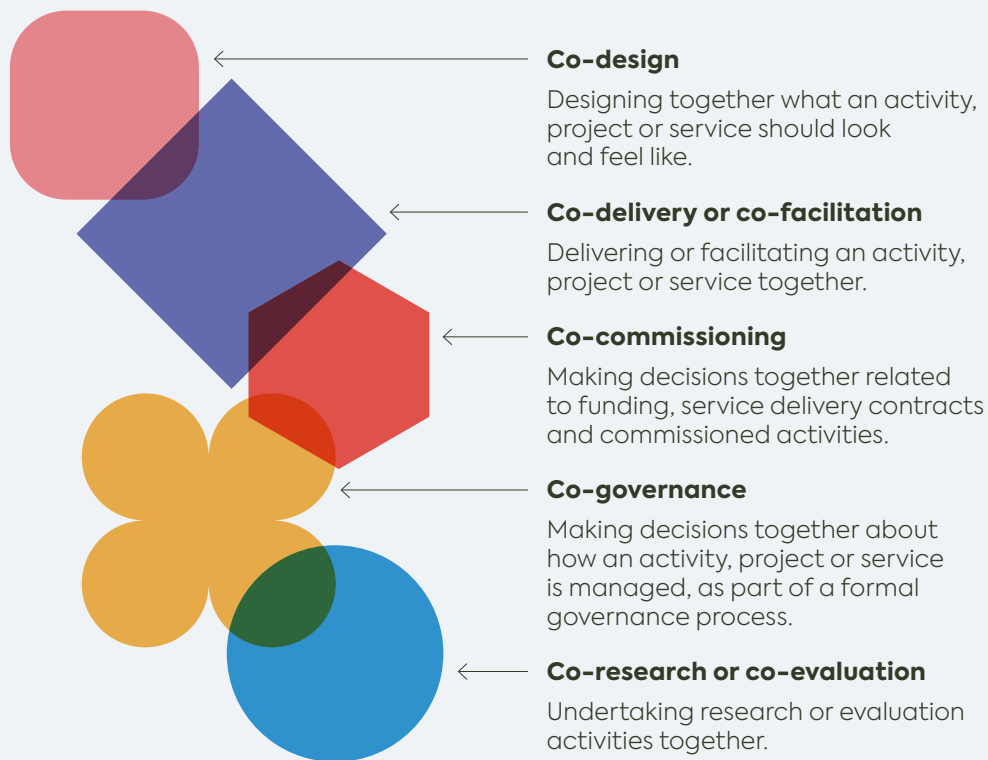 Co-design
Designing together what an activity,
project or service should look
and feel like.
Co-delivery or co-facilitation
Delivering or facilitating an activity,
project or service together.
Co-commissioning
Making decisions together related
to funding, service delivery contracts
and commissioned activities.
Co-governance
Making decisions together about
how an activity, project or service
is managed, as part of a formal
governance process.
Co-research or co-evaluation
Undertaking research or evaluation
activities together.